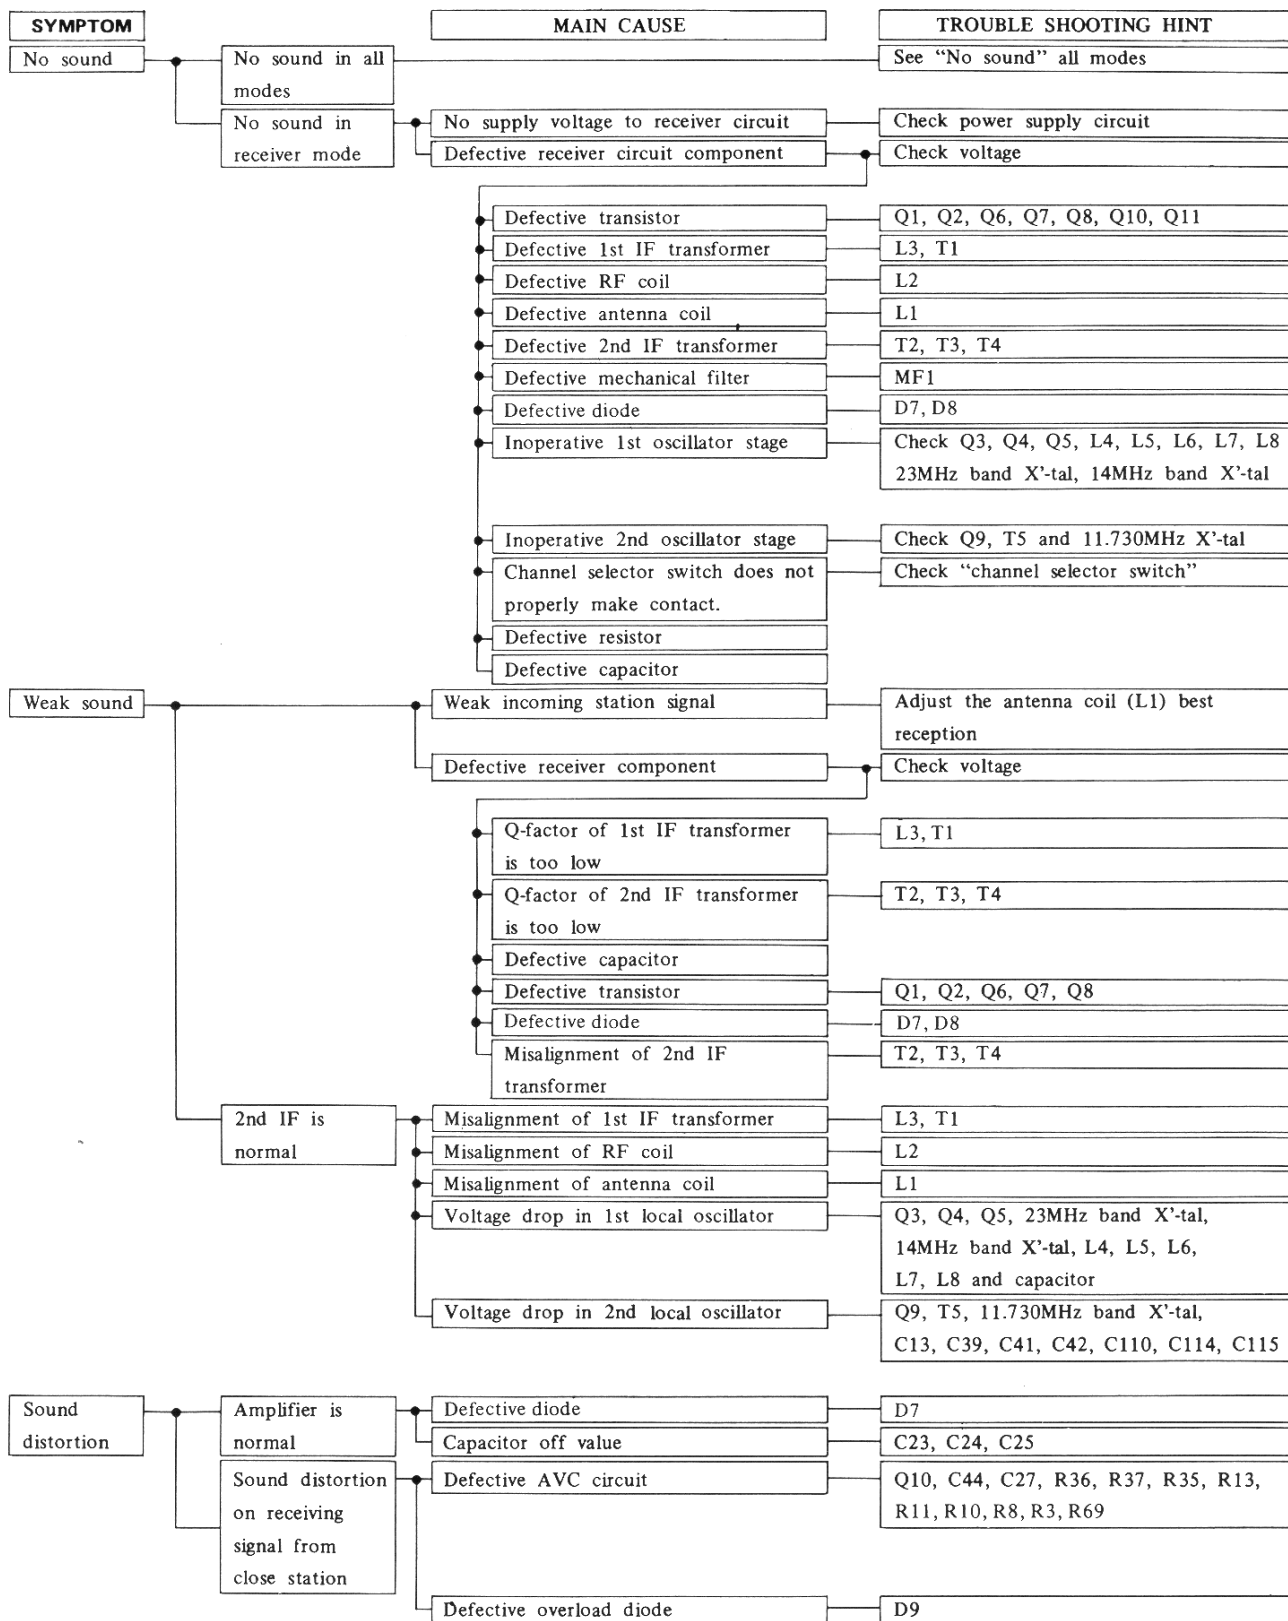 SYMPTOM
MAIN CAUSE
TROUBLE SHOOTING HINT
No sound
No sound in all
modes
See “No sound” all modes
No sound in
receiver mode
No supply voltage to receiver circuit
Check power supply circuit
Defective receiver circuit component
Check voltage
Defective transistor
Q1, Q2, Q6, Q7, Q8, Q10, Q11
Defective 1st IF transformer
L3, T1
Defective RF coil
L2
Defective antenna coil
L1
Defective 2nd IF transformer
T2, T3, T4
Defective mechanical filter
MF1
Defective diode
D7, D8
Inoperative 1st oscillator stage
Check Q3, Q4, Q5, L4, L5, L6, L7, L8
23MHz band X'-tal, 14MHz band X'-tal
Inoperative 2nd oscillator stage
Check Q9, T5 and 11.730MHz X'-tal
Channel selector switch does not
properly make contact.
Check “channel selector switch”
Defective resistor
Defective capacitor
Weak sound
Weak incoming station signal
Adjust the antenna coil (L1) best
reception
Defective receiver component
Check voltage
Q-factor of 1st IF transformer
is too low
L3, T1
Q-factor of 2nd IF transformer
is too low
T2, T3, T4
Defective capacitor
Defective transistor
Q1, Q2, Q6, Q7, Q8
Defective diode
D7, D8
Misalignment of 2nd IF
transformer
T2, T3, T4
2nd IF is
normal
Misalignment of 1st IF transformer
L3, T1
Misalignment of RF coil
L2
Misalignment of antenna coil
L1
Voltage drop in 1st local oscillator
Q3, Q4, Q5, 23MHz band X'-tal,
14MHz band X'-tal, L4, L5, L6,
L7, L8 and capacitor
Voltage drop in 2nd local oscillator
Q9, T5, 11.730MHz band X'-tal,
C13, C39, C41, C42, C110, C114, C115
Sound
distortion
Amplifier is
normal
Defective diode
D7
Capacitor off value
C23, C24, C25
Sound distortion
on receiving
signal from
close station
Defective AVC circuit
Q10, C44, C27, R36, R37, R35, R13,
R11, R10, R8, R3, R69
Defective overload diode
D9